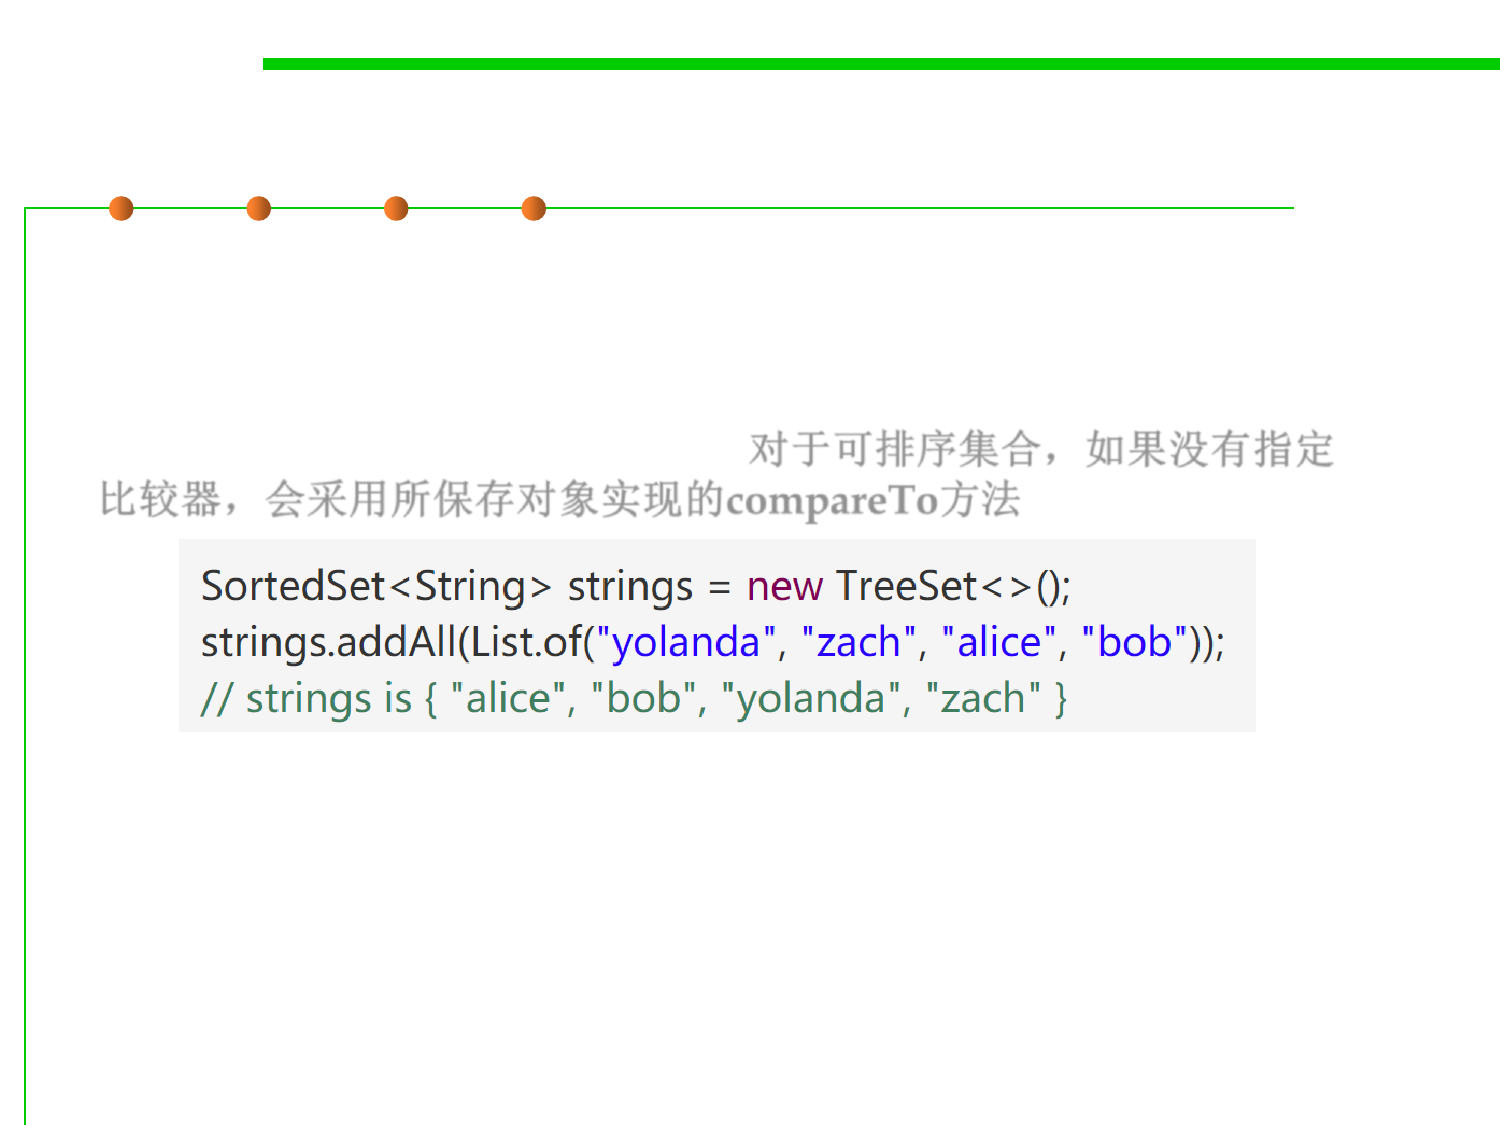 对于可排序集合，如果没有指定
比较器，会采用所保存对象实现的compareTo方法
SortedSet<String> strings = new TreeSet<>();
strings.addAll(List.of("yolanda", "zach", "alice", "bob"));
// strings is { "alice", "bob", "yolanda", "zach" }